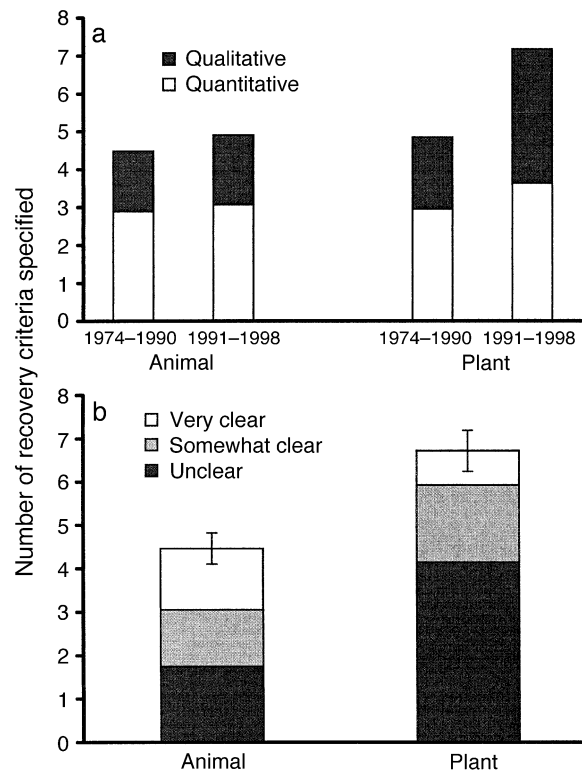 Number of recovery criteria specified
a
8
7
6
5
4
3
2
1
0
Qualitative
Quantitative
1974–1990 1991–1998 1974–1990 1991–1998
Animal Plant
b
8
7
6
5
4
3
2
1
0
Very clear
Somewhat clear
Unclear
Animal Plant